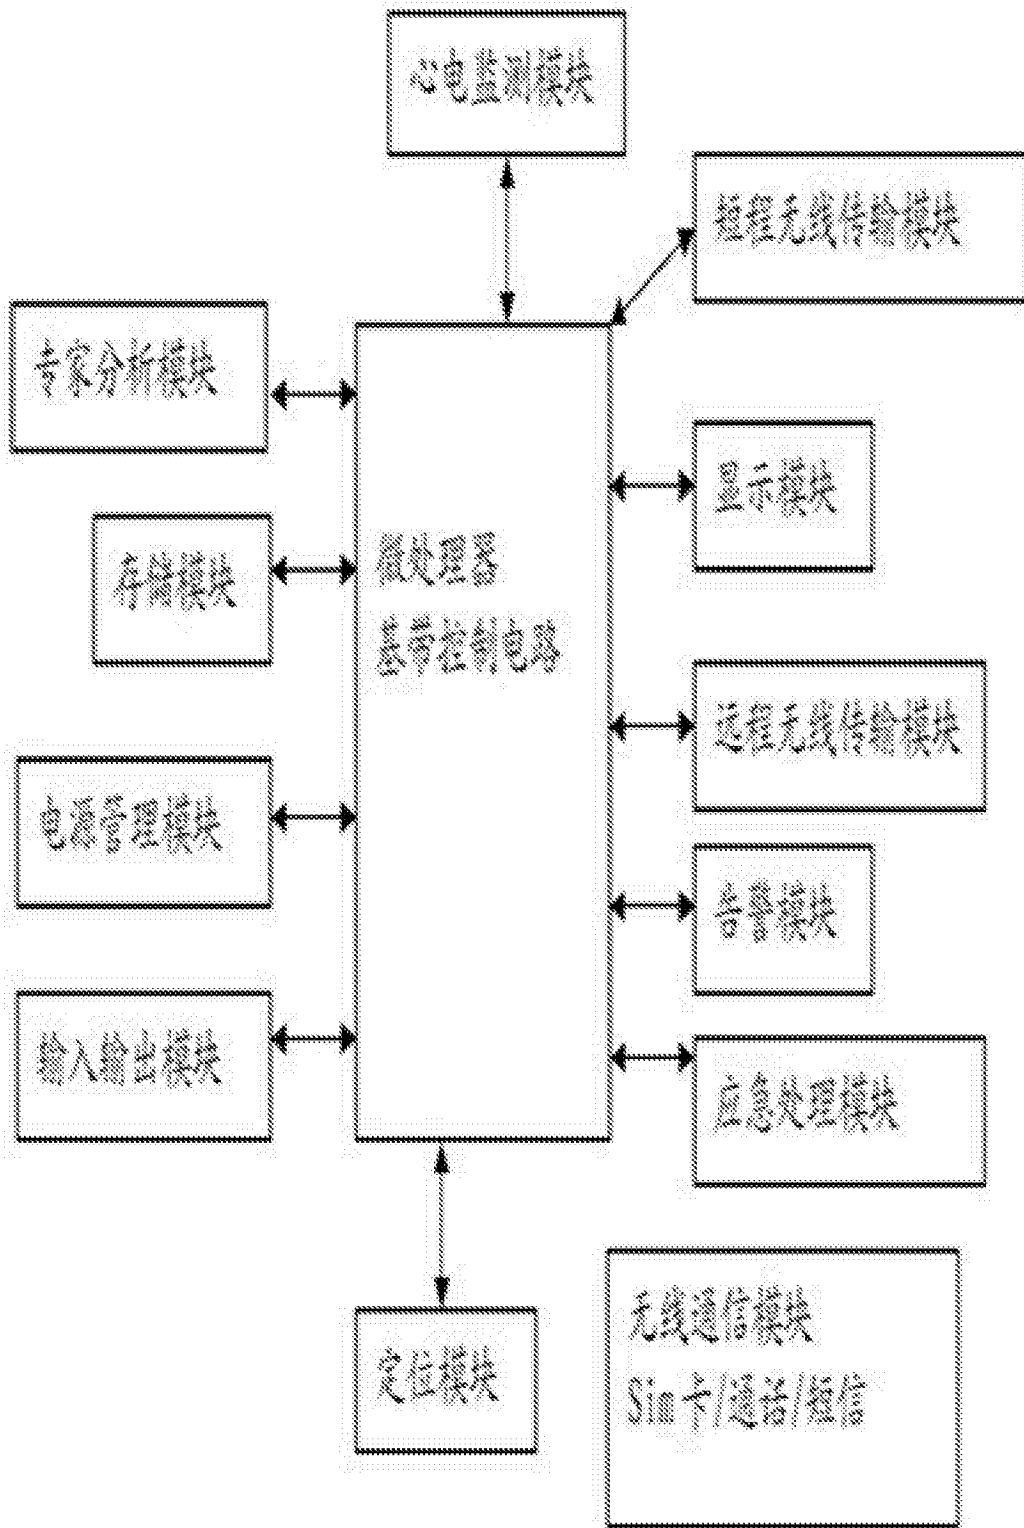 心电监测模块
短程无线传输模块
专家分析模块
显示模块
微处理器
基带控制电路
存储模块
远程无线传输模块
电源管理模块
告警模块
输入输出模块
应急处理模块
无线通信模块
Sim卡/通话/短信
定位模块